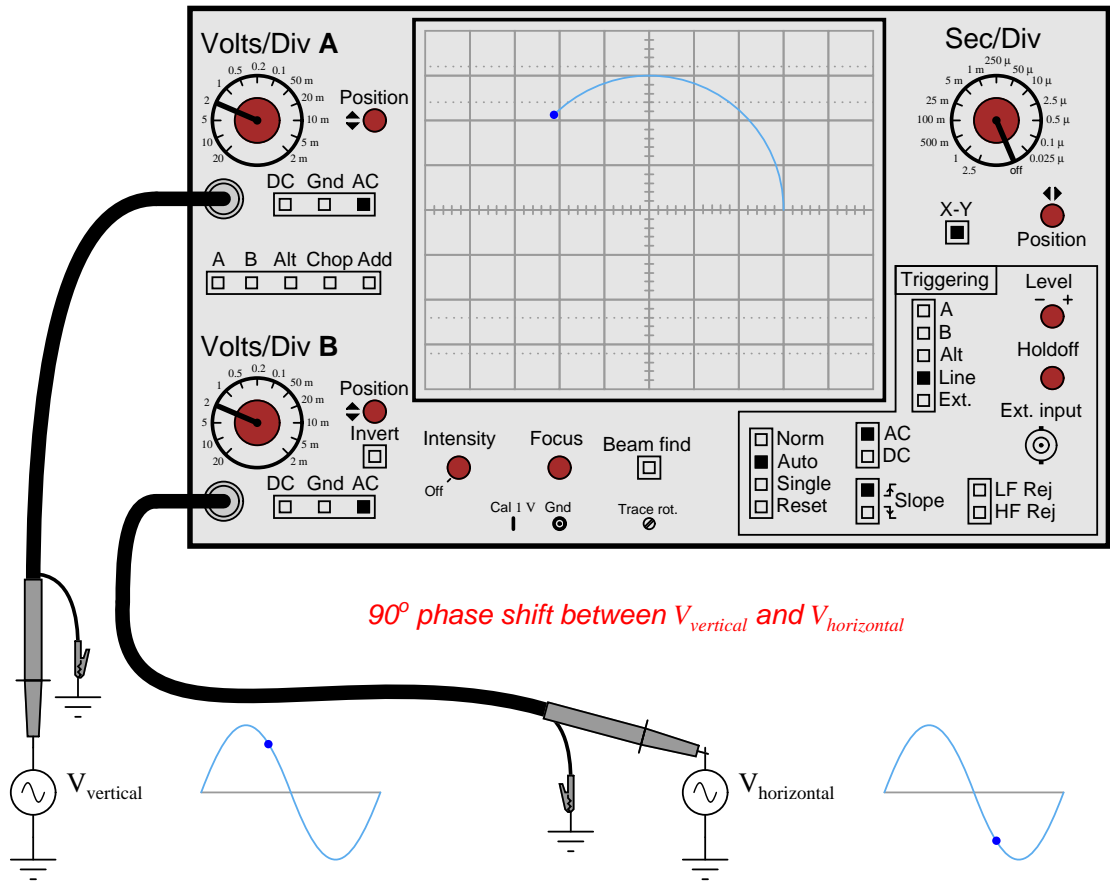 Volts/Div A
20 10 5 2 1 0.5 0.2 0.1 50 m 20 m 10 m 5 m 2 m
Position
DC Gnd AC
A B Alt Chop Add
Volts/Div B
20 10 5 2 1 0.5 0.2 0.1 50 m 20 m 10 m 5 m 2 m
Position
Invert
DC Gnd AC
Intensity
Off
Focus
Beam find
Cal 1 V Gnd
Trace rot.
Sec/Div
2.5 1 500 m 100 m 25 m 5 m 1 m 250 µ 50 µ 10 µ 2.5 µ 0.5 µ 0.1 µ 0.025 µ off
X-Y
Position
Triggering
A
B
Alt
Line
Ext.
Level
− +
Holdoff
Ext. input
Norm
Auto
Single
Reset
AC
DC
Slope
LF Rej
HF Rej
90o phase shift between Vvertical and Vhorizontal
Vvertical
Vhorizontal